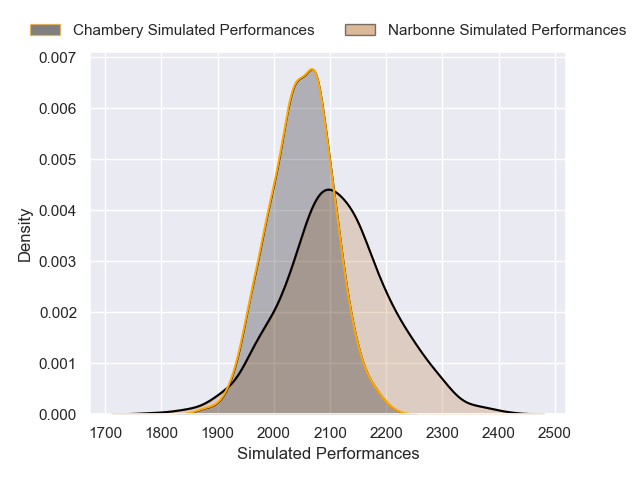 Chambery Simulated Performances
Narbonne Simulated Performances
0.007
0.006
0.005
0.004
0.003
0.002
0.001
0.000
Density
1700 1800 1900 2000 2100 2200 2300 2400 2500
Simulated Performances